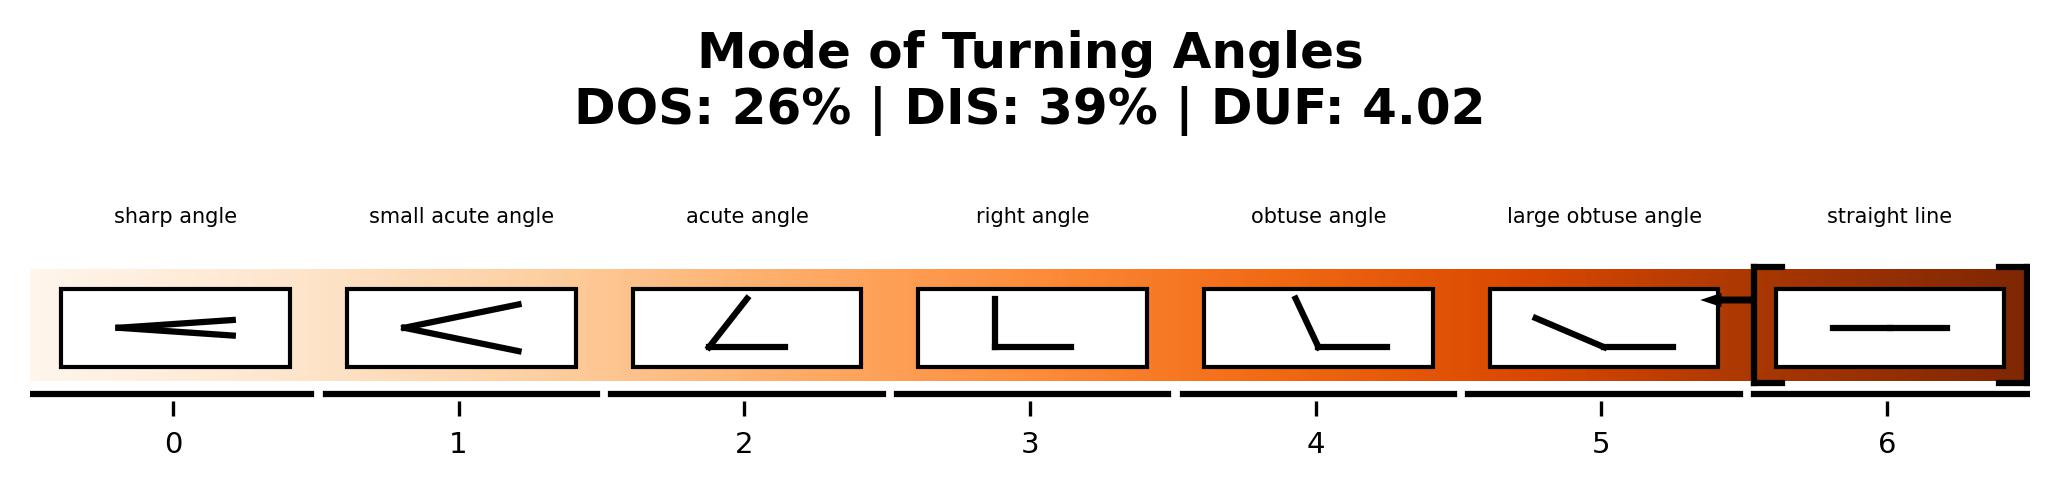 Mode of Turning Angles
DOS: 26% | DIS: 39% | DUF: 4.02
sharp angle small acute angle acute angle right angle obtuse angle large obtuse angle straight line
0 1 2 3 4 5 6